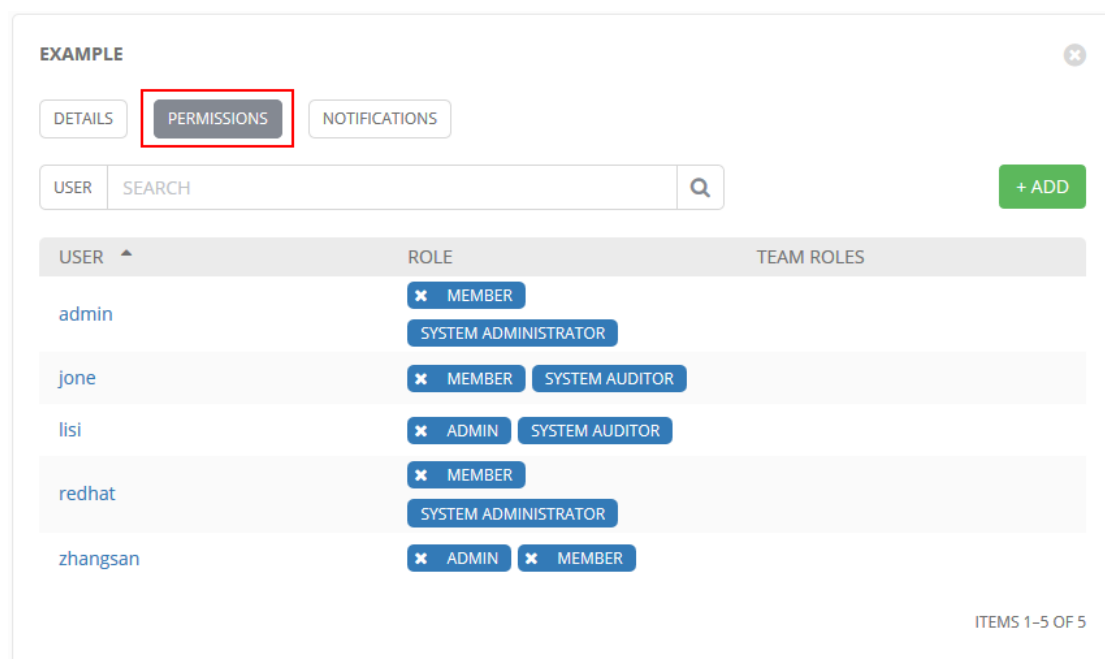 EXAMPLE
DETAILS PERMISSIONS NOTIFICATIONS
USER SEARCH + ADD
USER ROLE TEAM ROLES
admin MEMBER
SYSTEM ADMINISTRATOR
jone MEMBER SYSTEM AUDITOR
lisi ADMIN SYSTEM AUDITOR
redhat MEMBER
SYSTEM ADMINISTRATOR
zhangsan ADMIN MEMBER
ITEMS 1–5 OF 5